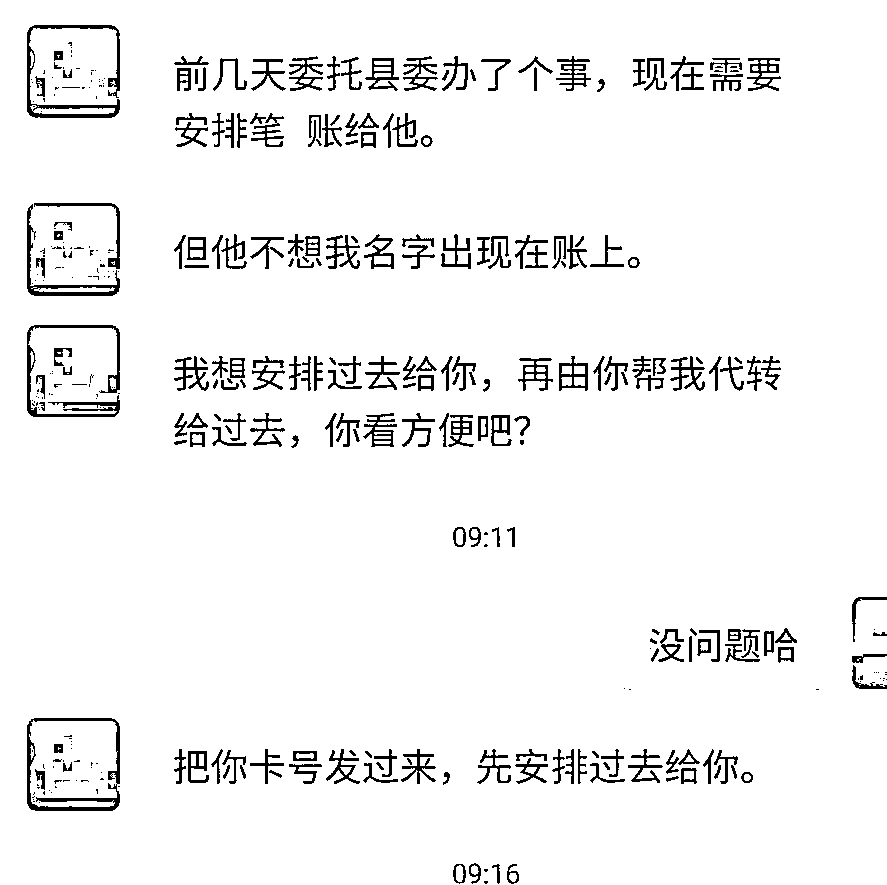 前几天委托县委办了个事，现在需要
安排笔 账给他。
但他不想我名字出现在账上。
我想安排过去给你，再由你帮我代转
给过去，你看方便吧？
09:11
没问题哈
把你卡号发过来，先安排过去给你。
09:16